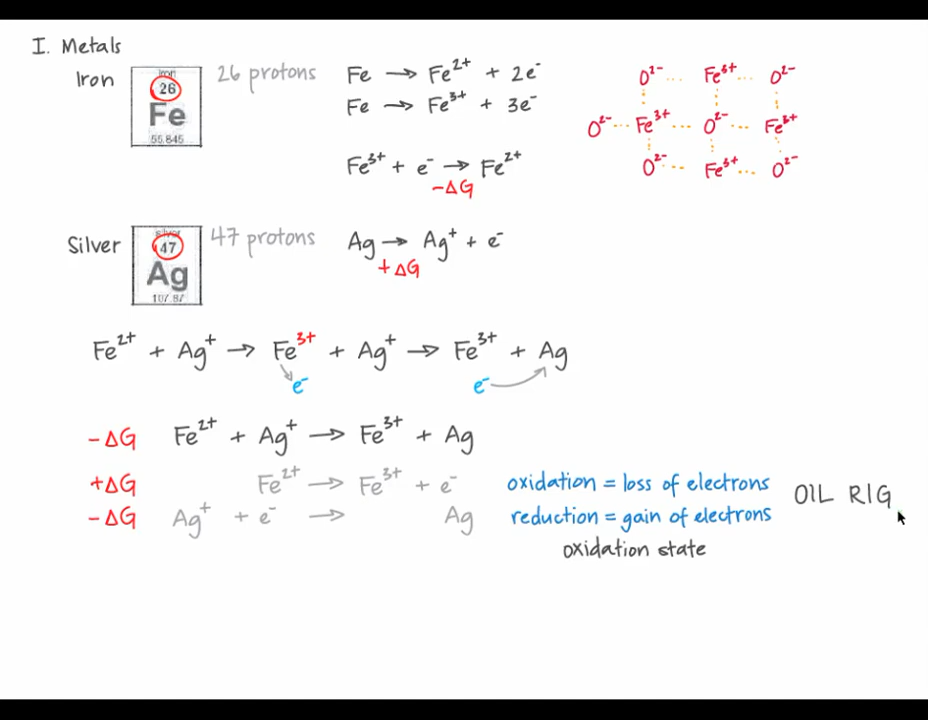 I. Metals
Iron
Iron
26
Fe
55.845
26 protons
Fe → Fe²⁺ + 2e⁻
Fe → Fe³⁺ + 3e⁻
Fe³⁺ + e⁻ → Fe²⁺
−ΔG
O²⁻ ... Fe³⁺ ... O²⁻
O²⁻ ... Fe³⁺ ... O²⁻ ... Fe³⁺
O²⁻ ... Fe³⁺ ... O²⁻
Silver
silver
47
Ag
107.87
47 protons
Ag → Ag⁺ + e⁻
+ΔG
Fe²⁺ + Ag⁺ → Fe³⁺ + Ag⁺ → Fe³⁺ + Ag
e⁻ e⁻
−ΔG Fe²⁺ + Ag⁺ → Fe³⁺ + Ag
+ΔG Fe²⁺ → Fe³⁺ + e⁻
−ΔG Ag⁺ + e⁻ → Ag
oxidation = loss of electrons
reduction = gain of electrons
oxidation state
OIL RIG